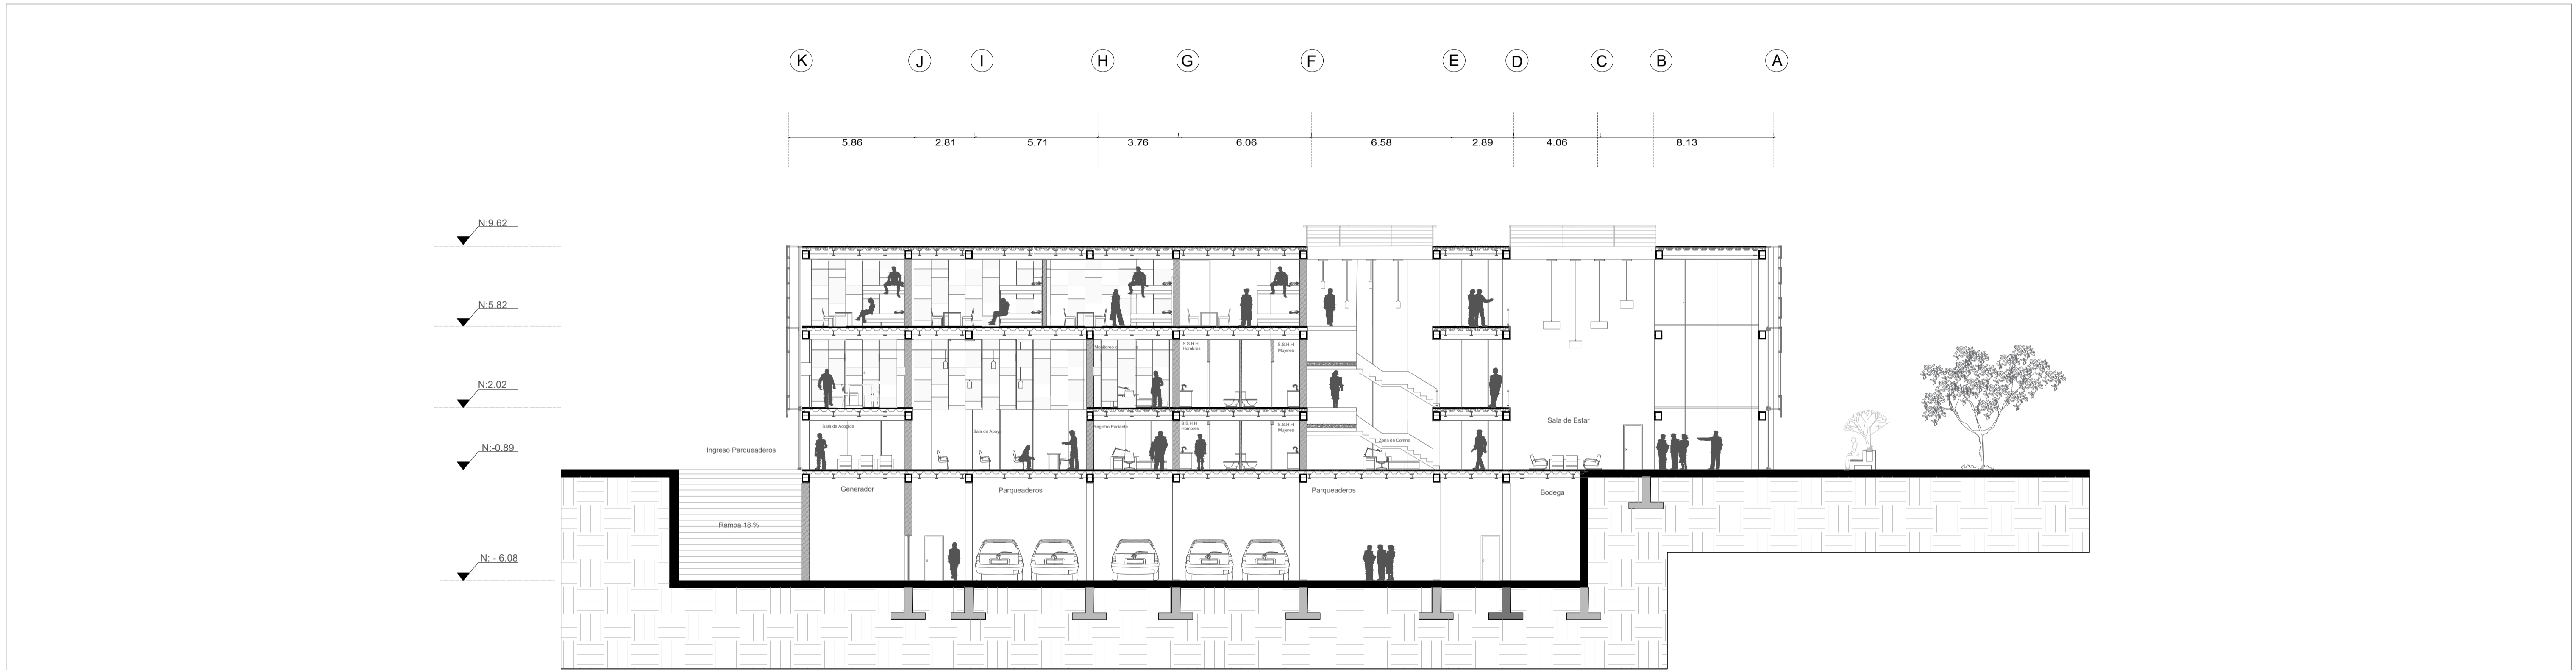 K J I H G F E D C B A
5.86 2.81 5.71 3.76 6.06 6.58 2.89 4.06 8.13
N:9.62
N:5.82
S.S.H.H
Hombres
S.S.H.H
Mujeres
N:2.02
Sala de Estar
S.S.H.H
Hombres
S.S.H.H
Mujeres
Sala de Acogida
Sala de Apoyo
Registro Paciente
Zona de Control
N:-0.89
Ingreso Parqueaderos
Generador
Parqueaderos
Parqueaderos
Bodega
Rampa 18 %
N: - 6.08